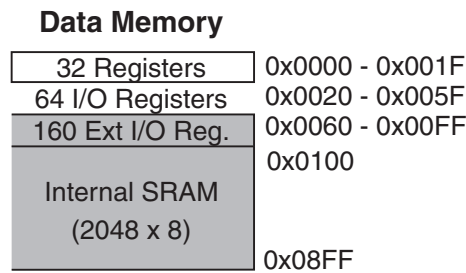 Data Memory
32 Registers 0x0000 - 0x001F
64 I/O Registers 0x0020 - 0x005F
160 Ext I/O Reg. 0x0060 - 0x00FF
0x0100
Internal SRAM
(2048 x 8)
0x08FF